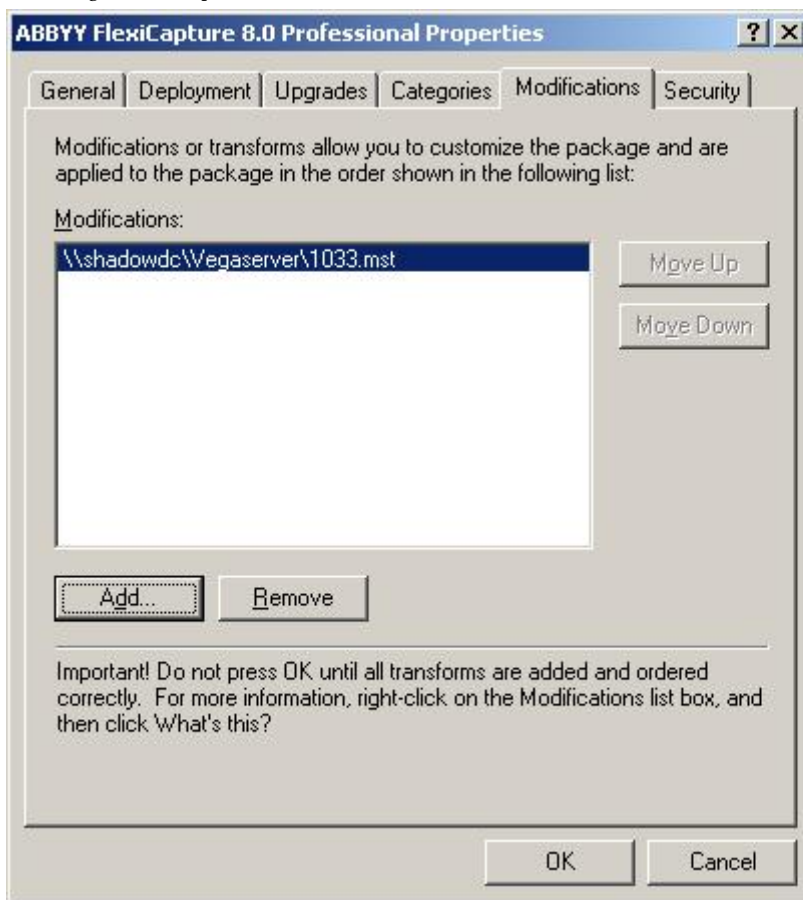 ABBYY FlexiCapture 8.0 Professional Properties
General Deployment Upgrades Categories Modifications Security
Modifications or transforms allow you to customize the package and are
applied to the package in the order shown in the following list:
Modifications:
\\shadowdc\Vegaserver\1033.mst
Move Up
Move Down
Add... Remove
Important! Do not press OK until all transforms are added and ordered
correctly. For more information, right-click on the Modifications list box, and
then click What's this?
OK Cancel